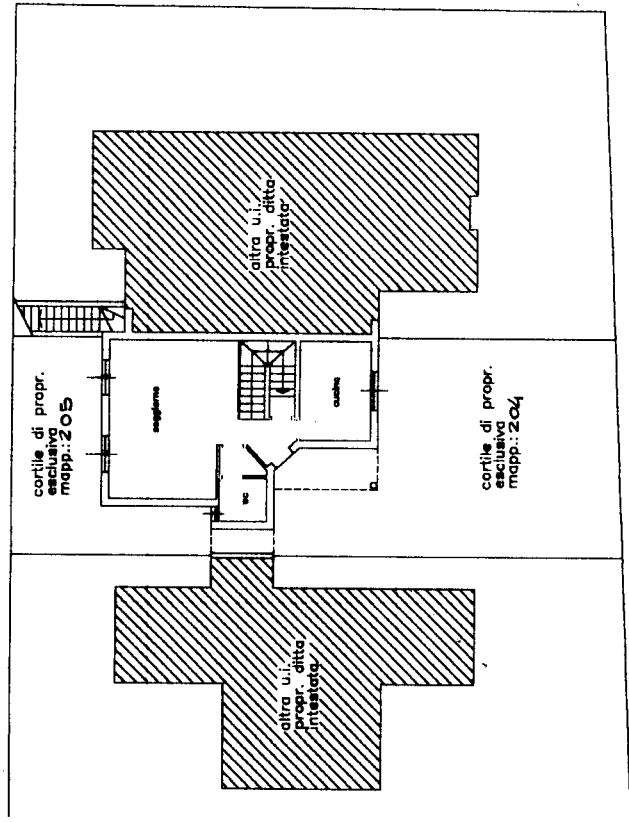 altra u.i.
propr. ditta
intestata
cortile di propr.
esclusiva
mapp.: 205
soggiorno
cucina
wc
cortile di propr.
esclusiva
mapp.: 204
altra u.i.
propr. ditta
intestata